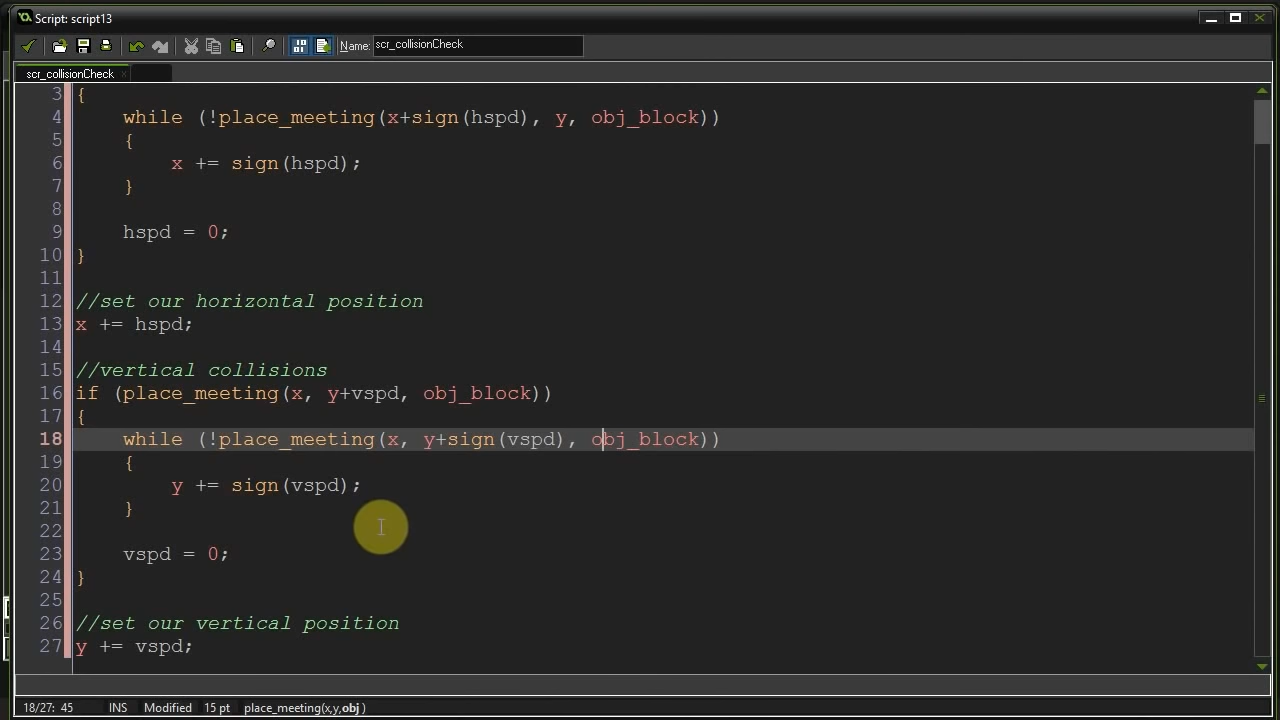 Script: script13
Name: scr_collisionCheck
scr_collisionCheck
3 {
4 while (!place_meeting(x+sign(hspd), y, obj_block))
5 {
6 x += sign(hspd);
7 }
8
9 hspd = 0;
10 }
11
12 //set our horizontal position
13 x += hspd;
14
15 //vertical collisions
16 if (place_meeting(x, y+vspd, obj_block))
17 {
18 while (!place_meeting(x, y+sign(vspd), obj_block))
19 {
20 y += sign(vspd);
21 }
22
23 vspd = 0;
24 }
25
26 //set our vertical position
27 y += vspd;
18/27: 45 INS Modified 15 pt place_meeting(x,y,obj )